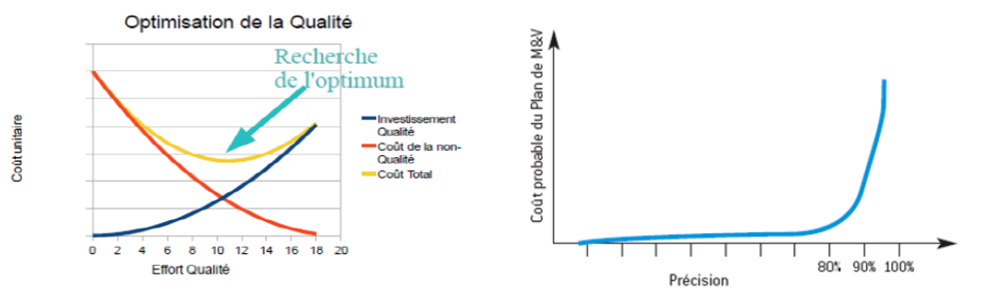 Optimisation de la Qualité
Recherche
de l'optimum
Coût unitaire
Investissement
Qualité
Coût de la non-
Qualité
Coût Total
0 2 4 6 8 10 12 14 16 18 20
Effort Qualité
Coût probable du Plan de M&V
80% 90% 100%
Précision